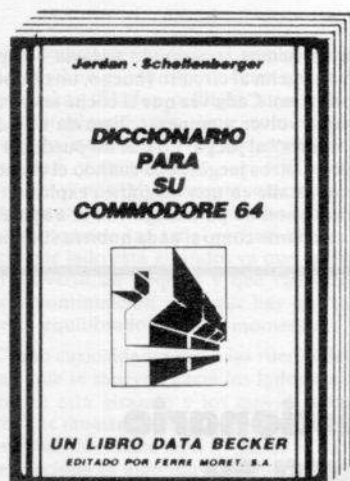 Jordan - Schellenberger
DICCIONARIO
PARA
SU
COMMODORE 64
UN LIBRO DATA BECKER
EDITADO POR FERRE MORET, S.A.